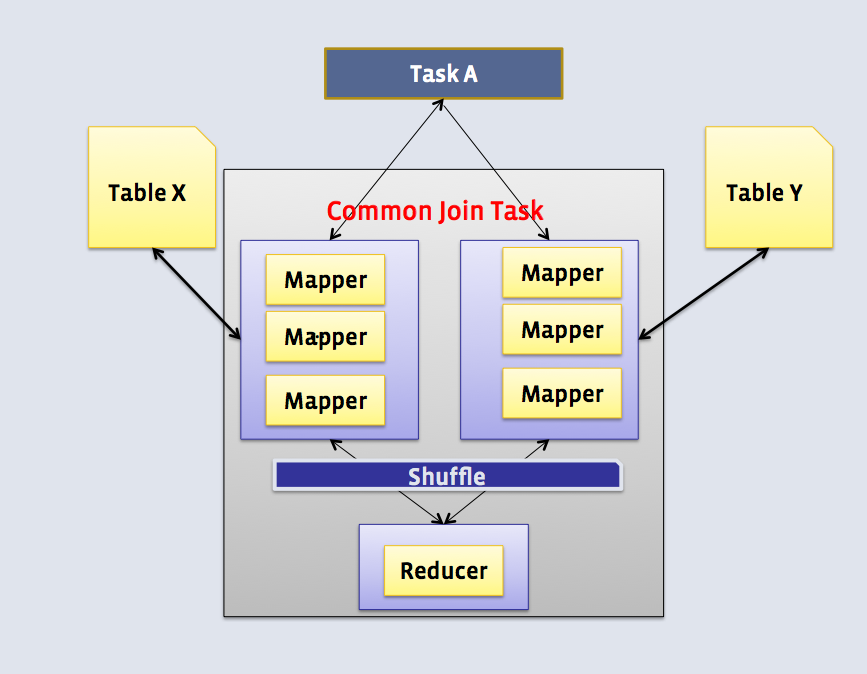 Task A
Table X
Table Y
Common Join Task
Mapper
Mapper
Mapper
Mapper
Mapper
Mapper
Shuffle
Reducer